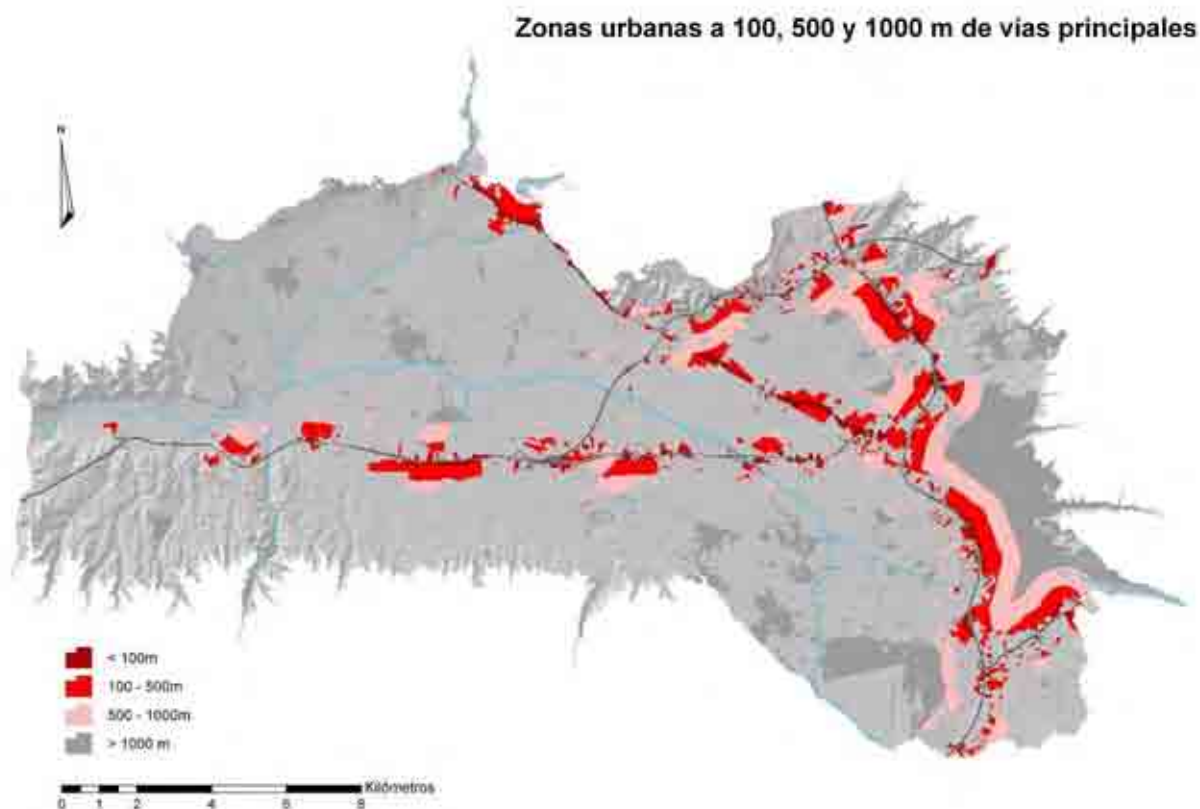 Zonas urbanas a 100, 500 y 1000 m de vías principales
N
< 100m
100 - 500m
500 - 1000m
> 1000 m
Kilómetros
0 1 2 4 6 8